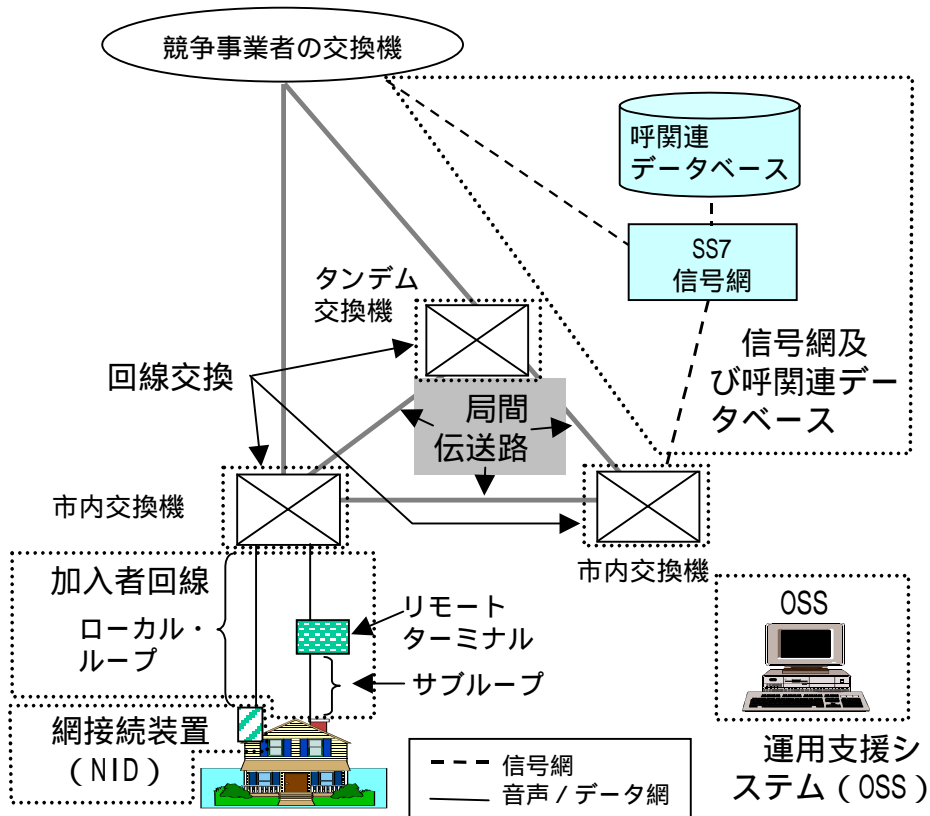 競争事業者の交換機
呼関連
データベース
SS7
信号網
タンデム
交換機
信号網及
び呼関連デー
タベース
回線交換
局間
伝送路
市内交換機
市内交換機
加入者回線
ローカル・
ループ
リモート
ターミナル
サブループ
OSS
網接続装置
(NID)
運用支援シ
ステム(OSS)
信号網
音声/データ網